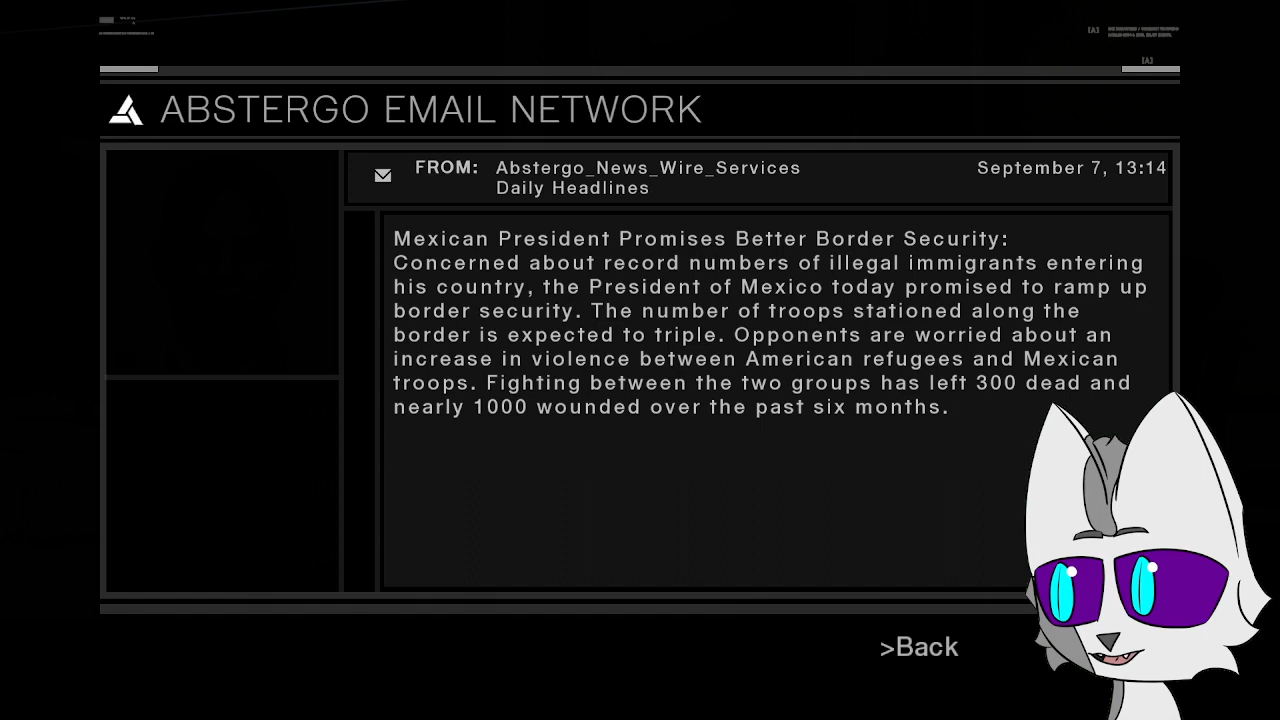 [A]
[A]
ABSTERGO EMAIL NETWORK
FROM: Abstergo_News_Wire_Services September 7, 13:14
Daily Headlines
Mexican President Promises Better Border Security:
Concerned about record numbers of illegal immigrants entering
his country, the President of Mexico today promised to ramp up
border security. The number of troops stationed along the
border is expected to triple. Opponents are worried about an
increase in violence between American refugees and Mexican
troops. Fighting between the two groups has left 300 dead and
nearly 1000 wounded over the past six months.
>Back